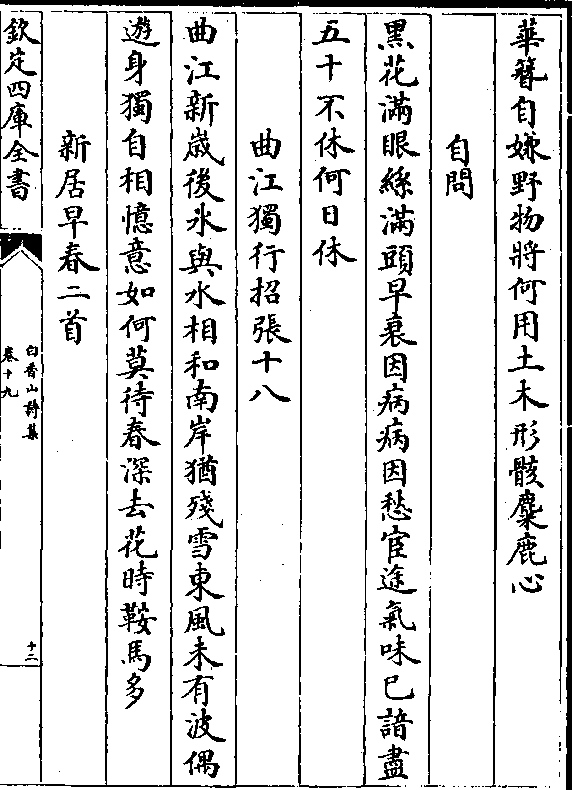 華簪自嫌野物將何用土木形骸麋鹿心
自問
黑花滿眼絲滿頭早衰因病病因愁宦途氣味已諳盡
五十不休何日休
曲江獨行招張十八
曲江新歲後氷與水相和南岸猶殘雪東風未有波偶
遊身獨自相憶意如何莫待春深去花時鞍馬多
新居早春二首
欽定四庫全書
白香山詩集
卷十九
十二